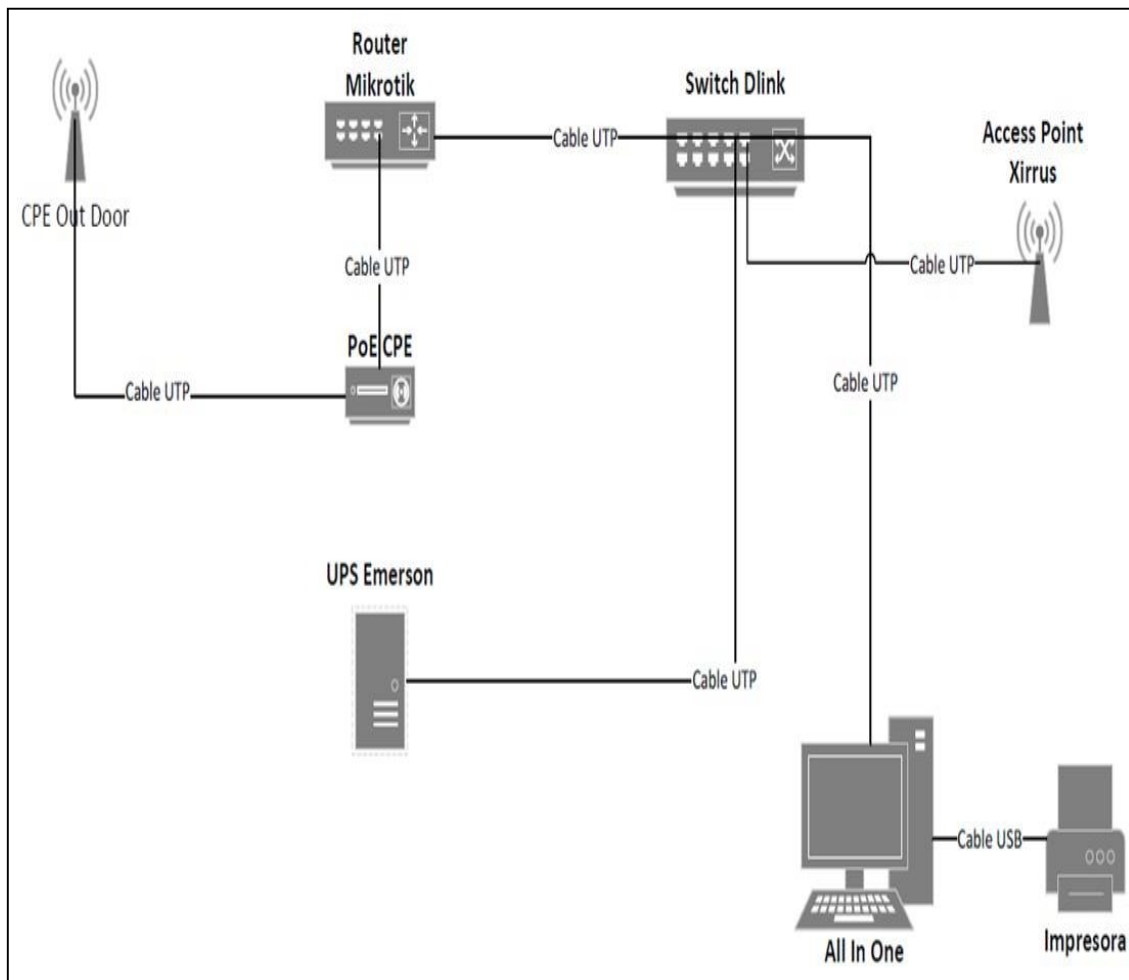 Router
Mikrotik
Switch Dlink
Access Point
Xirrus
Cable UTP
CPE Out Door
Cable UTP
Cable UTP
PoE CPE
Cable UTP
Cable UTP
UPS Emerson
Cable UTP
Cable USB
All In One
Impresora